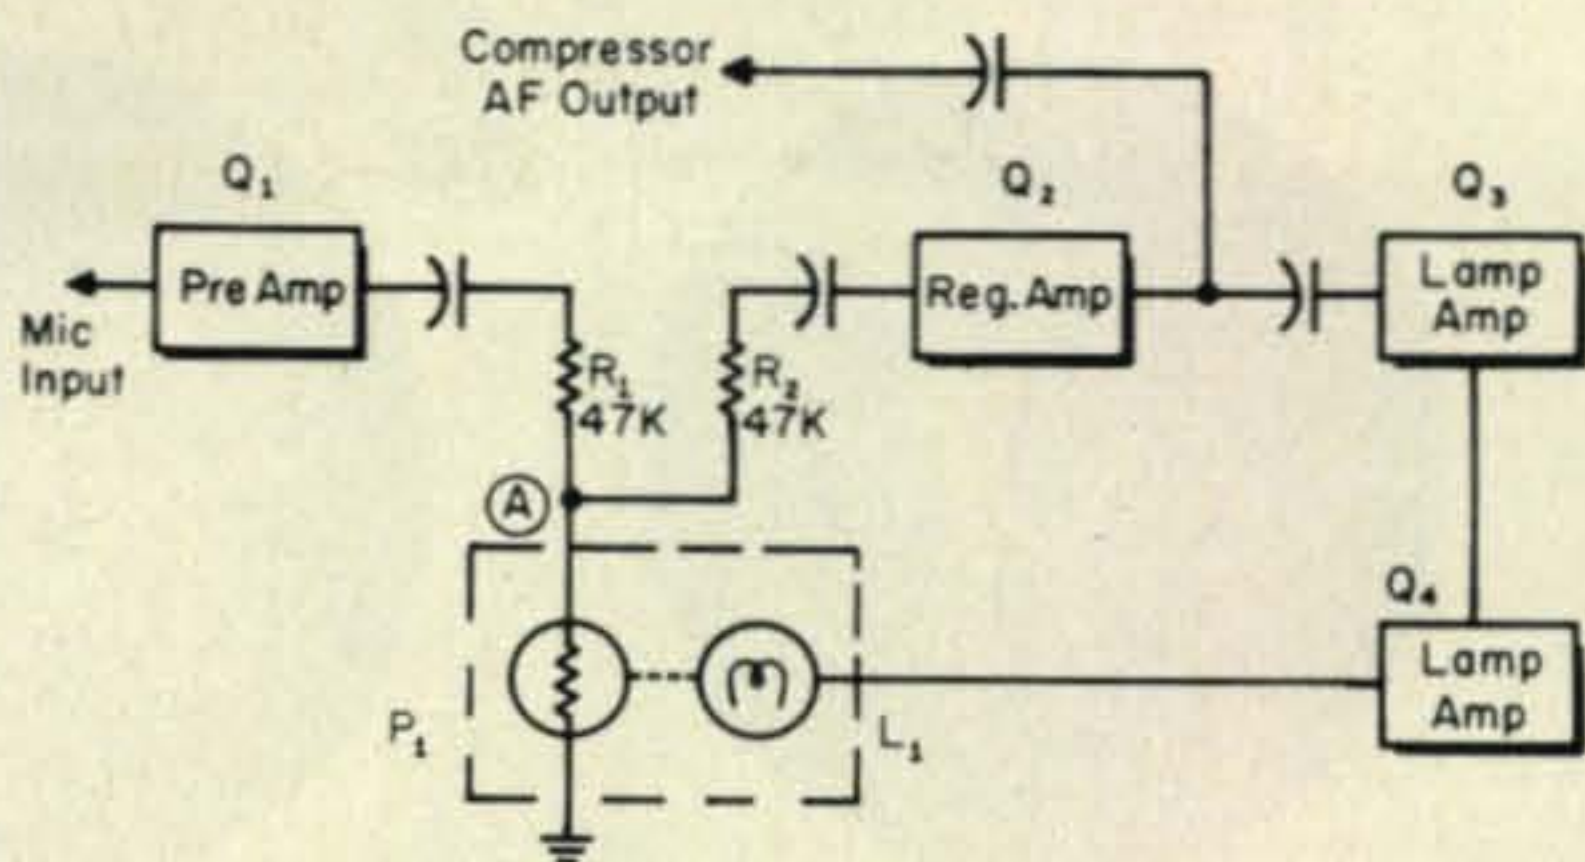 Compressor
AF Output
Q₁
Q₂
Q₃
Pre Amp
Reg. Amp
Lamp
Amp
Mic
Input
R₁
47K
R₂
47K
A
Q₄
Lamp
Amp
P₁
L₁